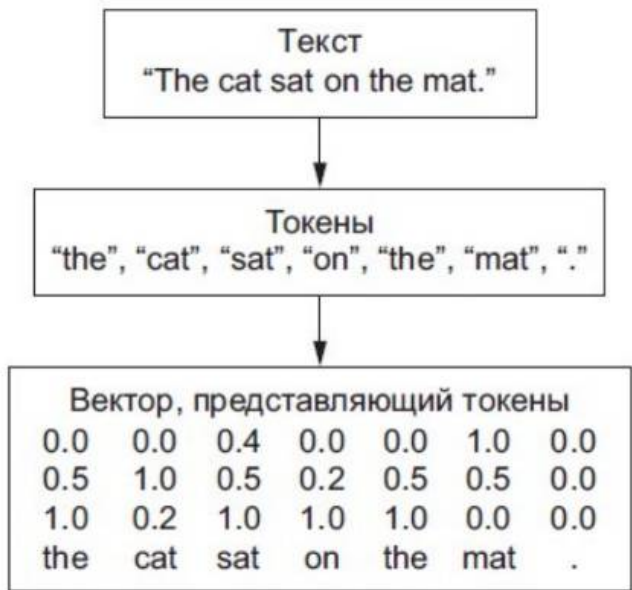 Текст
“The cat sat on the mat.”
Токены
“the”, “cat”, “sat”, “on”, “the”, “mat”, “.”
Вектор, представляющий токены
0.0 0.0 0.4 0.0 0.0 1.0 0.0
0.5 1.0 0.5 0.2 0.5 0.5 0.0
1.0 0.2 1.0 1.0 1.0 0.0 0.0
the cat sat on the mat .